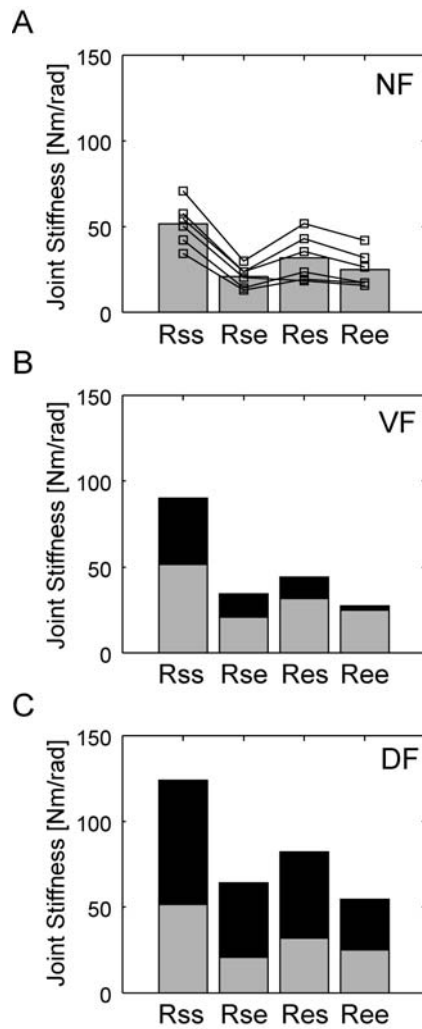 A
Joint Stiffness [Nm/rad]
150
100
50
0
NF
Rss Rse Res Ree
B
Joint Stiffness [Nm/rad]
150
100
50
0
VF
Rss Rse Res Ree
C
Joint Stiffness [Nm/rad]
150
100
50
0
DF
Rss Rse Res Ree